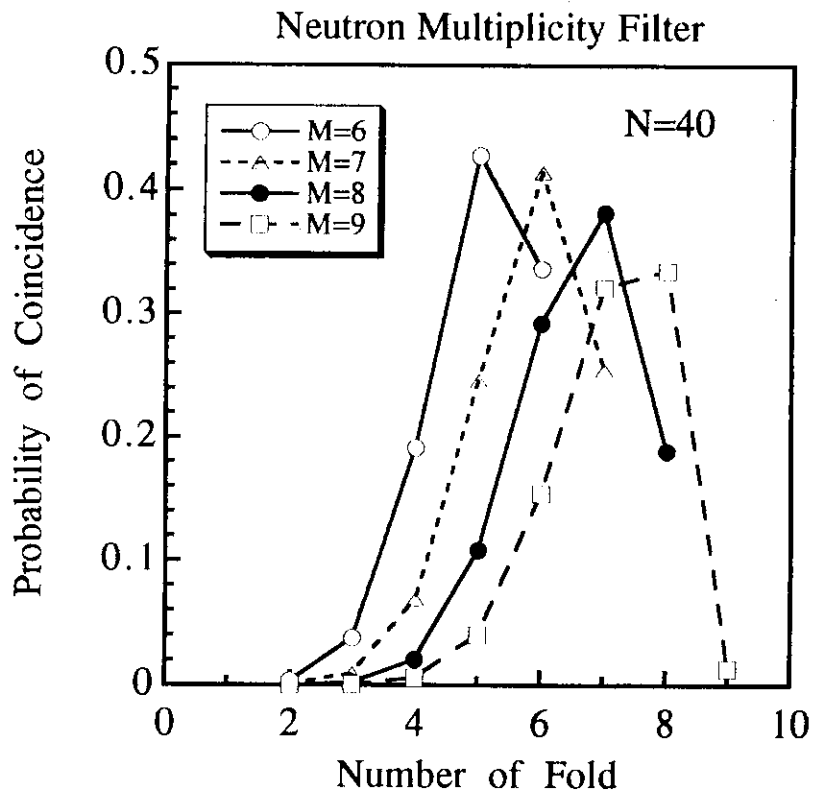 Neutron Multiplicity Filter
0.5
0.4
0.3
0.2
0.1
0
Probability of Coincidence
M=6
M=7
M=8
M=9
N=40
0
2
4
6
8
10
Number of Fold